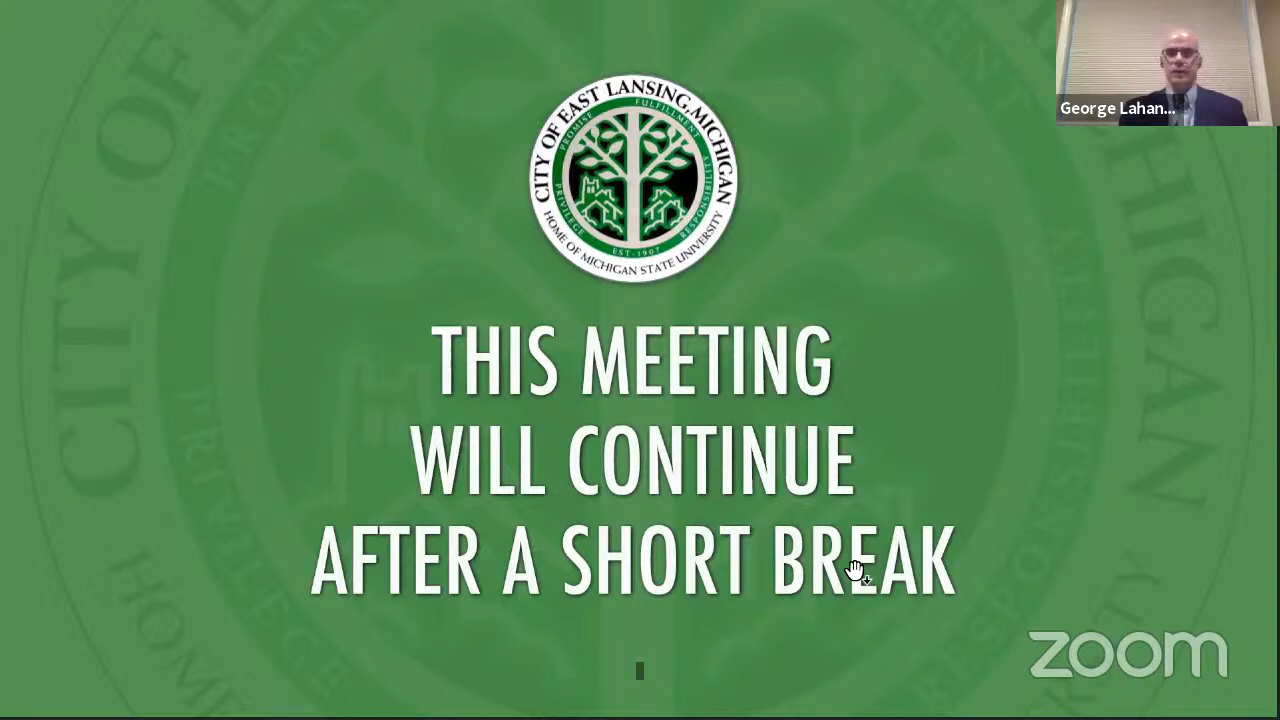 George Lahan...
CITY OF EAST LANSING, MICHIGAN
PROMISE FULFILLMENT
PRIVILEGE RESPONSIBILITY
EST-1907
HOME OF MICHIGAN STATE UNIVERSITY
THIS MEETING
WILL CONTINUE
AFTER A SHORT BREAK
zoom